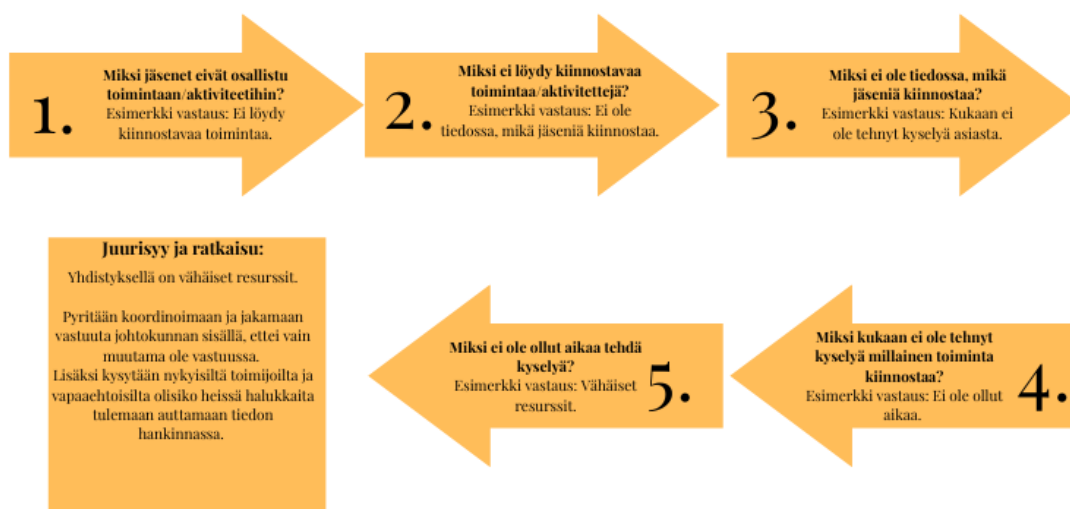 1.
Miksi jäsenet eivät osallistu
toimintaan/aktiviteetihin?
Esimerkki vastaus: Ei löydy
kiinnostavaa toimintaa.
2.
Miksi ei löydy kiinnostavaa
toimintaa/aktivitettejä?
Esimerkki vastaus: Ei ole
tiedossa, mikä jäseniä kiinnostaa.
3.
Miksi ei ole tiedossa, mikä
jäseniä kiinnostaa?
Esimerkki vastaus: Kukaan ei
ole tehnyt kyselyä asiasta.
Miksi kukaan ei ole tehnyt
kyselyä millainen toiminta
kiinnostaa?
Esimerkki vastaus: Ei ole ollut
aikaa.
4.
Miksi ei ole ollut aikaa tehdä
kyselyä?
Esimerkki vastaus: Vähäiset
resurssit.
5.
Juurisyy ja ratkaisu:
Yhdistyksellä on vähäiset resurssit.
Pyritään koordinoimaan ja jakamaan
vastuuta johtokunnan sisällä, ettei vain
muutama ole vastuussa.
Lisäksi kysytään nykyisiltä toimijoilta ja
vapaaehtoisilta olisiko heissä halukkaita
tulemaan auttamaan tiedon
hankinnassa.